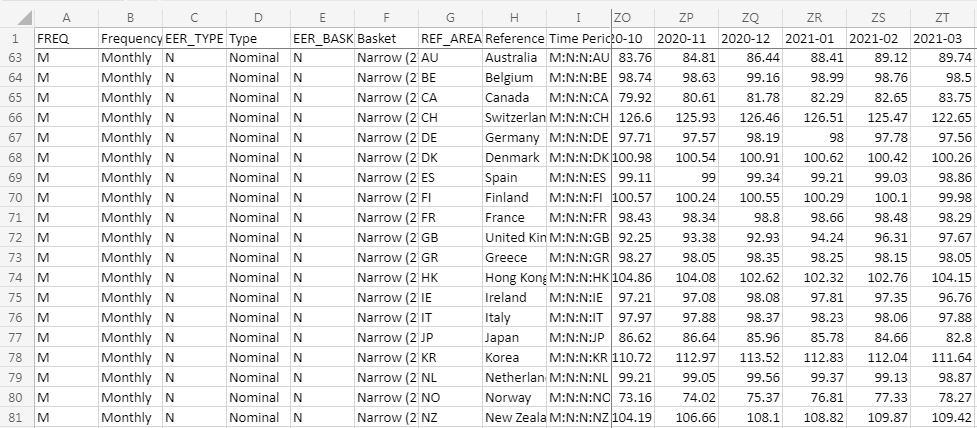 A B C D E F G H I ZO ZP ZQ ZR ZS ZT
1 FREQ Frequency EER_TYPE Type EER_BASK Basket REF_AREA Reference Time Peric 20-10 2020-11 2020-12 2021-01 2021-02 2021-03
63 M Monthly N Nominal N Narrow (2 AU Australia M:N:N:AU 83.76 84.81 86.44 88.41 89.12 89.74
64 M Monthly N Nominal N Narrow (2 BE Belgium M:N:N:BE 98.74 98.63 99.16 98.99 98.76 98.5
65 M Monthly N Nominal N Narrow (2 CA Canada M:N:N:CA 79.92 80.61 81.78 82.29 82.65 83.75
66 M Monthly N Nominal N Narrow (2 CH Switzerlan M:N:N:CH 126.6 125.93 126.46 126.51 125.47 122.65
67 M Monthly N Nominal N Narrow (2 DE Germany M:N:N:DE 97.71 97.57 98.19 98 97.78 97.56
68 M Monthly N Nominal N Narrow (2 DK Denmark M:N:N:DK 100.98 100.54 100.91 100.62 100.42 100.26
69 M Monthly N Nominal N Narrow (2 ES Spain M:N:N:ES 99.11 99 99.34 99.21 99.03 98.86
70 M Monthly N Nominal N Narrow (2 FI Finland M:N:N:FI 100.57 100.24 100.55 100.29 100.1 99.98
71 M Monthly N Nominal N Narrow (2 FR France M:N:N:FR 98.43 98.34 98.8 98.66 98.48 98.29
72 M Monthly N Nominal N Narrow (2 GB United Kin M:N:N:GB 92.25 93.38 92.93 94.24 96.31 97.67
73 M Monthly N Nominal N Narrow (2 GR Greece M:N:N:GR 98.27 98.05 98.35 98.25 98.15 98.05
74 M Monthly N Nominal N Narrow (2 HK Hong Kong M:N:N:HK 104.86 104.08 102.62 102.32 102.76 104.15
75 M Monthly N Nominal N Narrow (2 IE Ireland M:N:N:IE 97.21 97.08 98.08 97.81 97.35 96.76
76 M Monthly N Nominal N Narrow (2 IT Italy M:N:N:IT 97.97 97.88 98.37 98.23 98.06 97.88
77 M Monthly N Nominal N Narrow (2 JP Japan M:N:N:JP 86.62 86.64 85.96 85.78 84.66 82.8
78 M Monthly N Nominal N Narrow (2 KR Korea M:N:N:KR 110.72 112.97 113.52 112.83 112.04 111.64
79 M Monthly N Nominal N Narrow (2 NL Netherlan M:N:N:NL 99.21 99.05 99.56 99.37 99.13 98.87
80 M Monthly N Nominal N Narrow (2 NO Norway M:N:N:NO 73.16 74.02 75.37 76.81 77.33 78.27
81 M Monthly N Nominal N Narrow (2 NZ New Zeala M:N:N:NZ 104.19 106.66 108.1 108.82 109.87 109.42